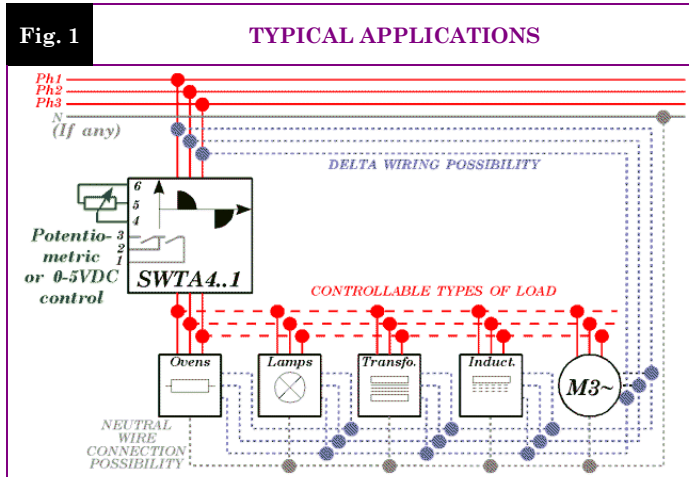 Fig. 1
TYPICAL APPLICATIONS
Ph1
Ph2
Ph3
N
(If any)
DELTA WIRING POSSIBILITY
6
5
4
3
2
1
Potentio-
metric
or 0-5VDC
control
SWTA4..1
CONTROLLABLE TYPES OF LOAD
Ovens
Lamps
Transfo.
Induct.
M3~
NEUTRAL
WIRE
CONNECTION
POSSIBILITY